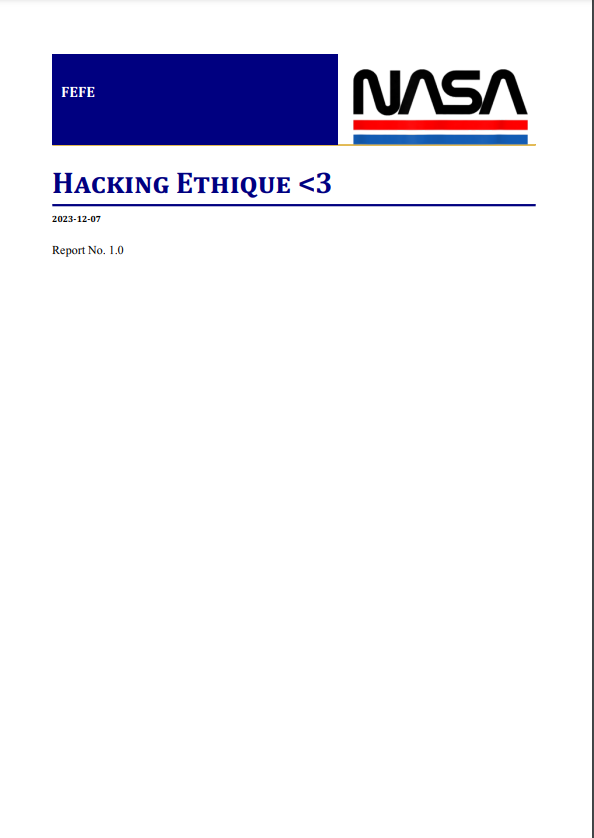 FEFE
NASA
HACKING ETHIQUE <3
2023-12-07
Report No. 1.0